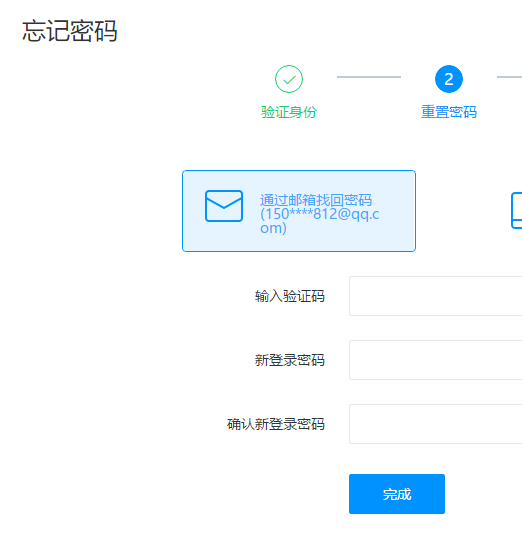 忘记密码
2
验证身份
重置密码
通过邮箱找回密码
(150****812@qq.c
om)
输入验证码
新登录密码
确认新登录密码
完成